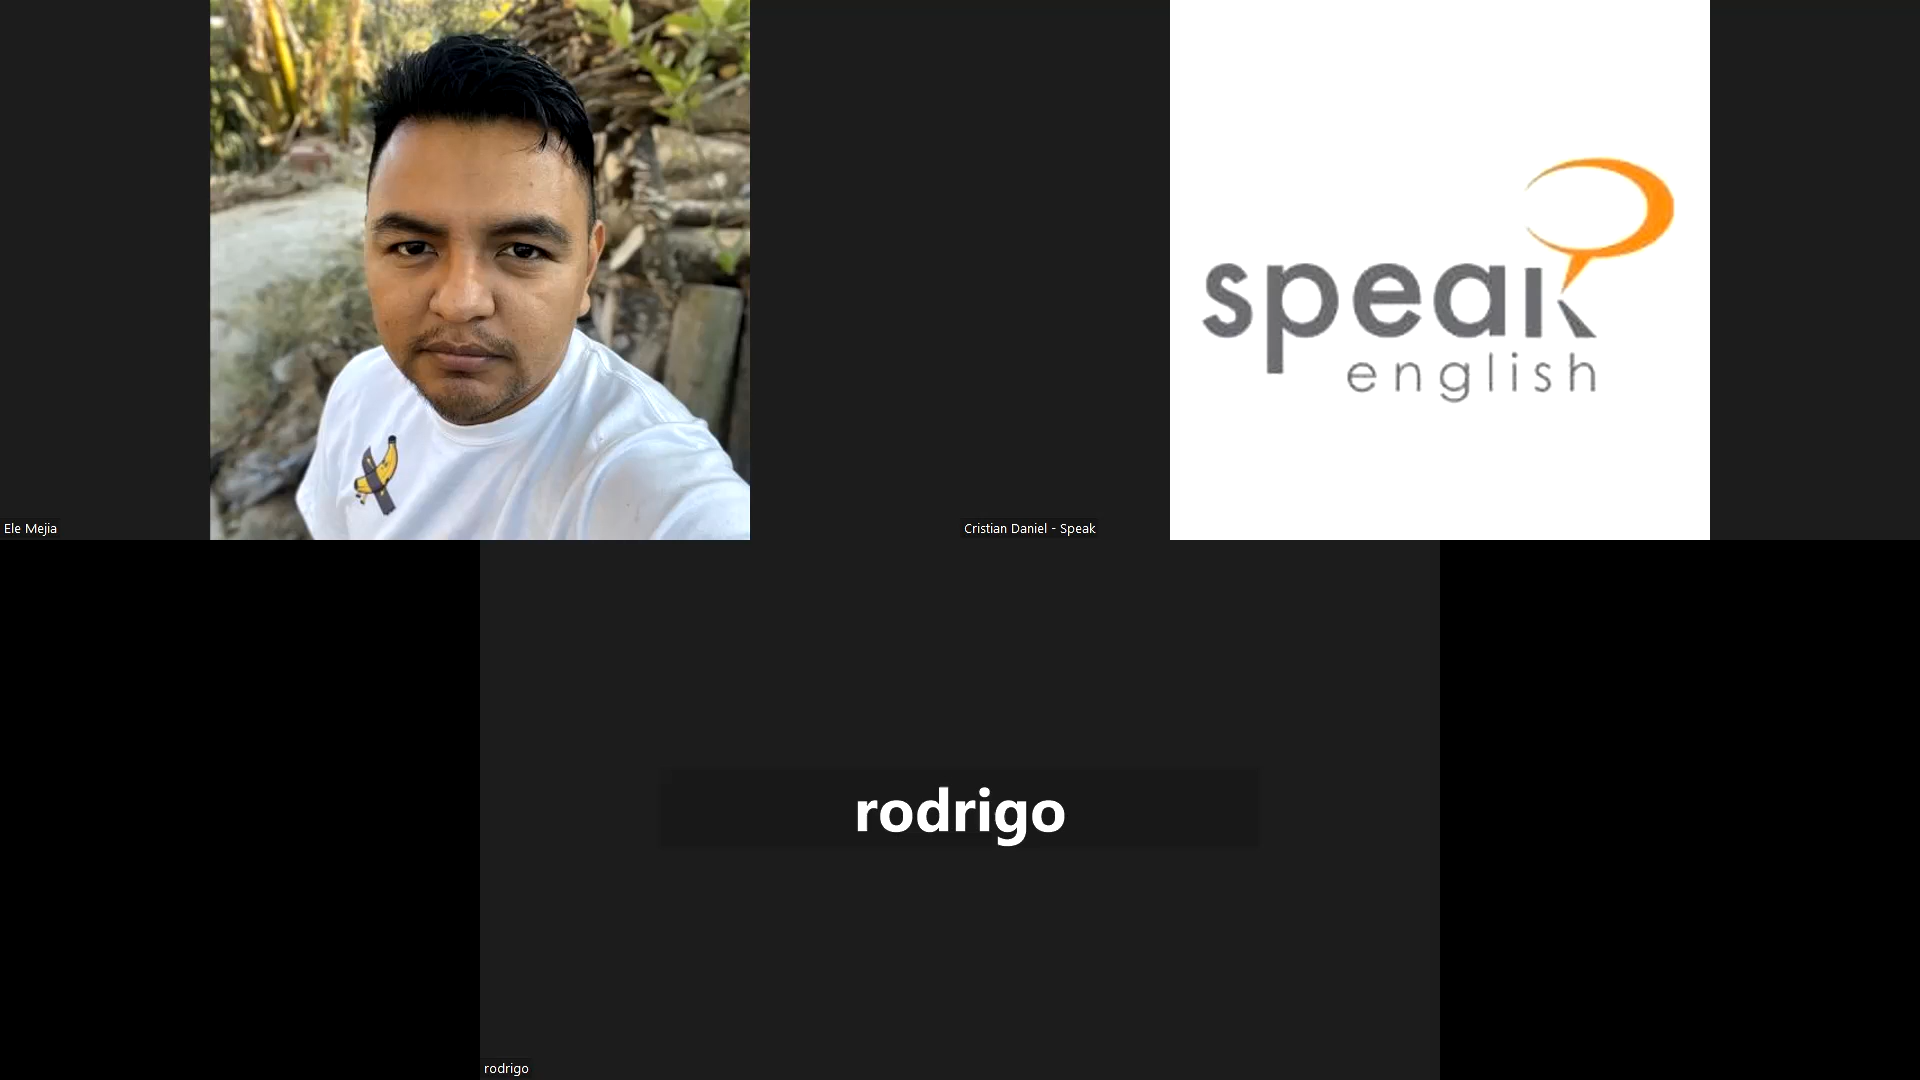 speak
english
Ele Mejia
Cristian Daniel - Speak
rodrigo
rodrigo